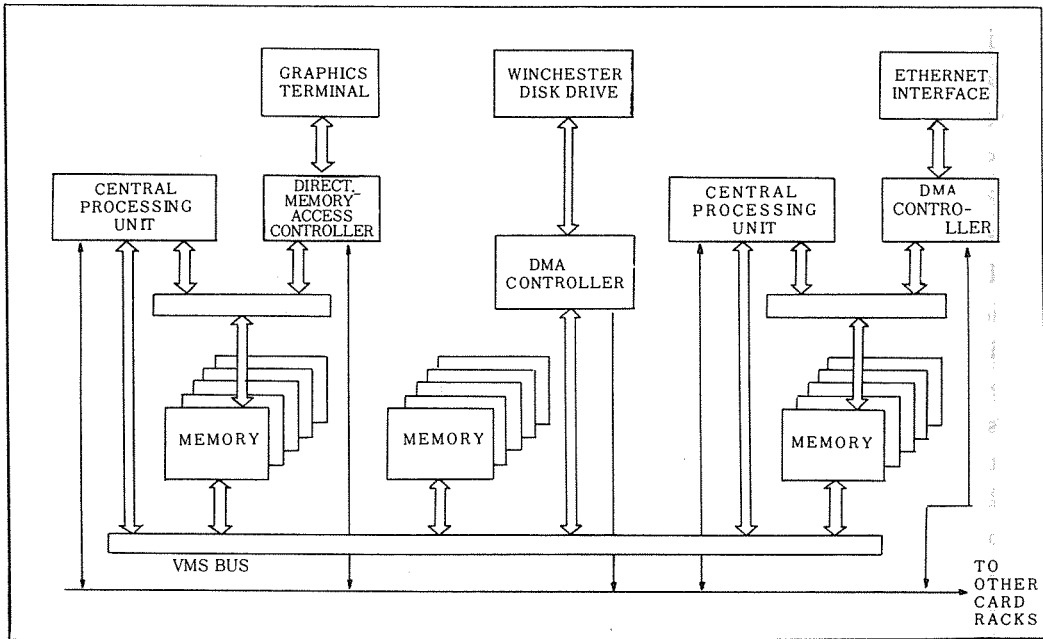 GRAPHICS
TERMINAL
WINCHESTER
DISK DRIVE
ETHERNET
INTERFACE
CENTRAL
PROCESSING
UNIT
DIRECT
MEMORY-
ACCESS
CONTROLLER
CENTRAL
PROCESSING
UNIT
DMA
CONTRO-
LLER
DMA
CONTROLLER
MEMORY
MEMORY
MEMORY
VMS BUS
TO
OTHER
CARD
RACKS